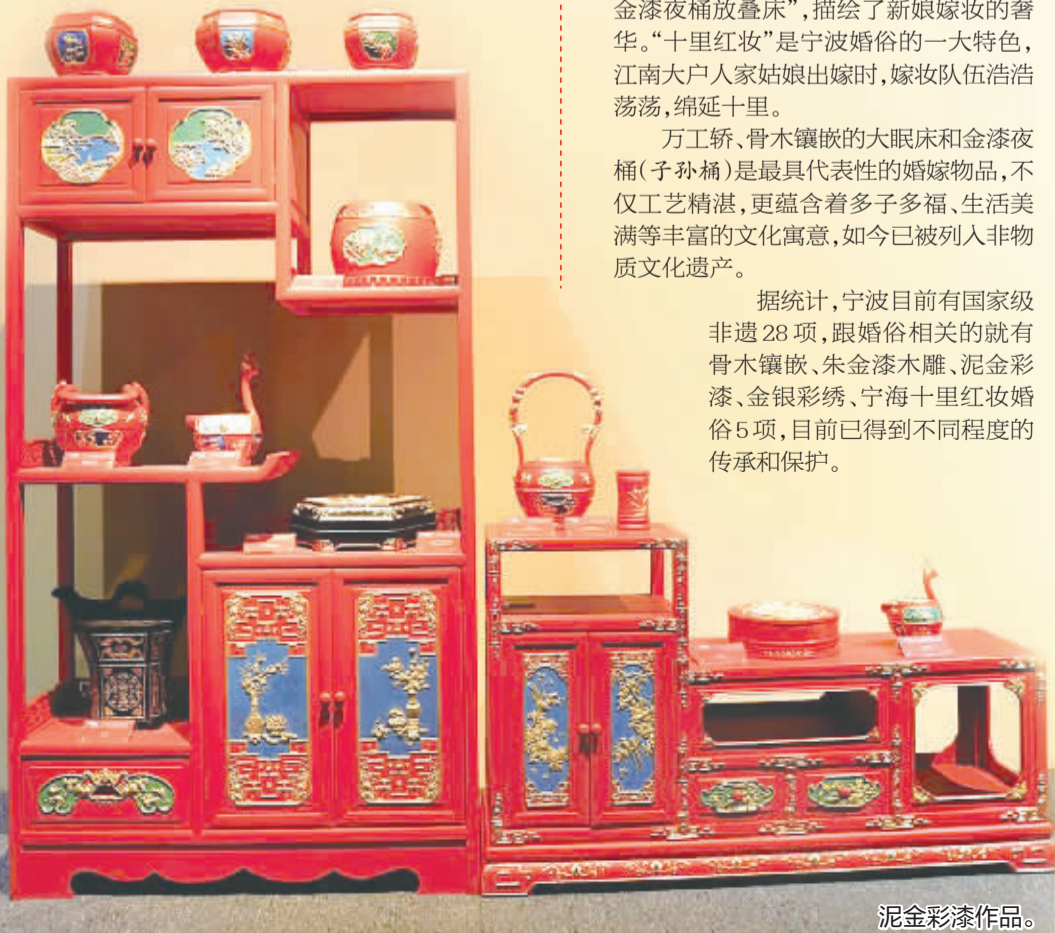 金漆夜桶放叠床”,描绘了新娘嫁妆的奢
华。“十里红妆”是宁波婚俗的一大特色,
江南大户人家姑娘出嫁时,嫁妆队伍浩浩
荡荡,绵延十里。
万工轿、骨木镶嵌的大眠床和金漆夜
桶(子孙桶)是最具代表性的婚嫁物品,不
仅工艺精湛,更蕴含着多子多福、生活美
满等丰富的文化寓意,如今已被列入非物
质文化遗产。
据统计,宁波目前有国家级
非遗28项,跟婚俗相关的就有
骨木镶嵌、朱金漆木雕、泥金彩
漆、金银彩绣、宁海十里红妆婚
俗5项,目前已得到不同程度的
传承和保护。
泥金彩漆作品。